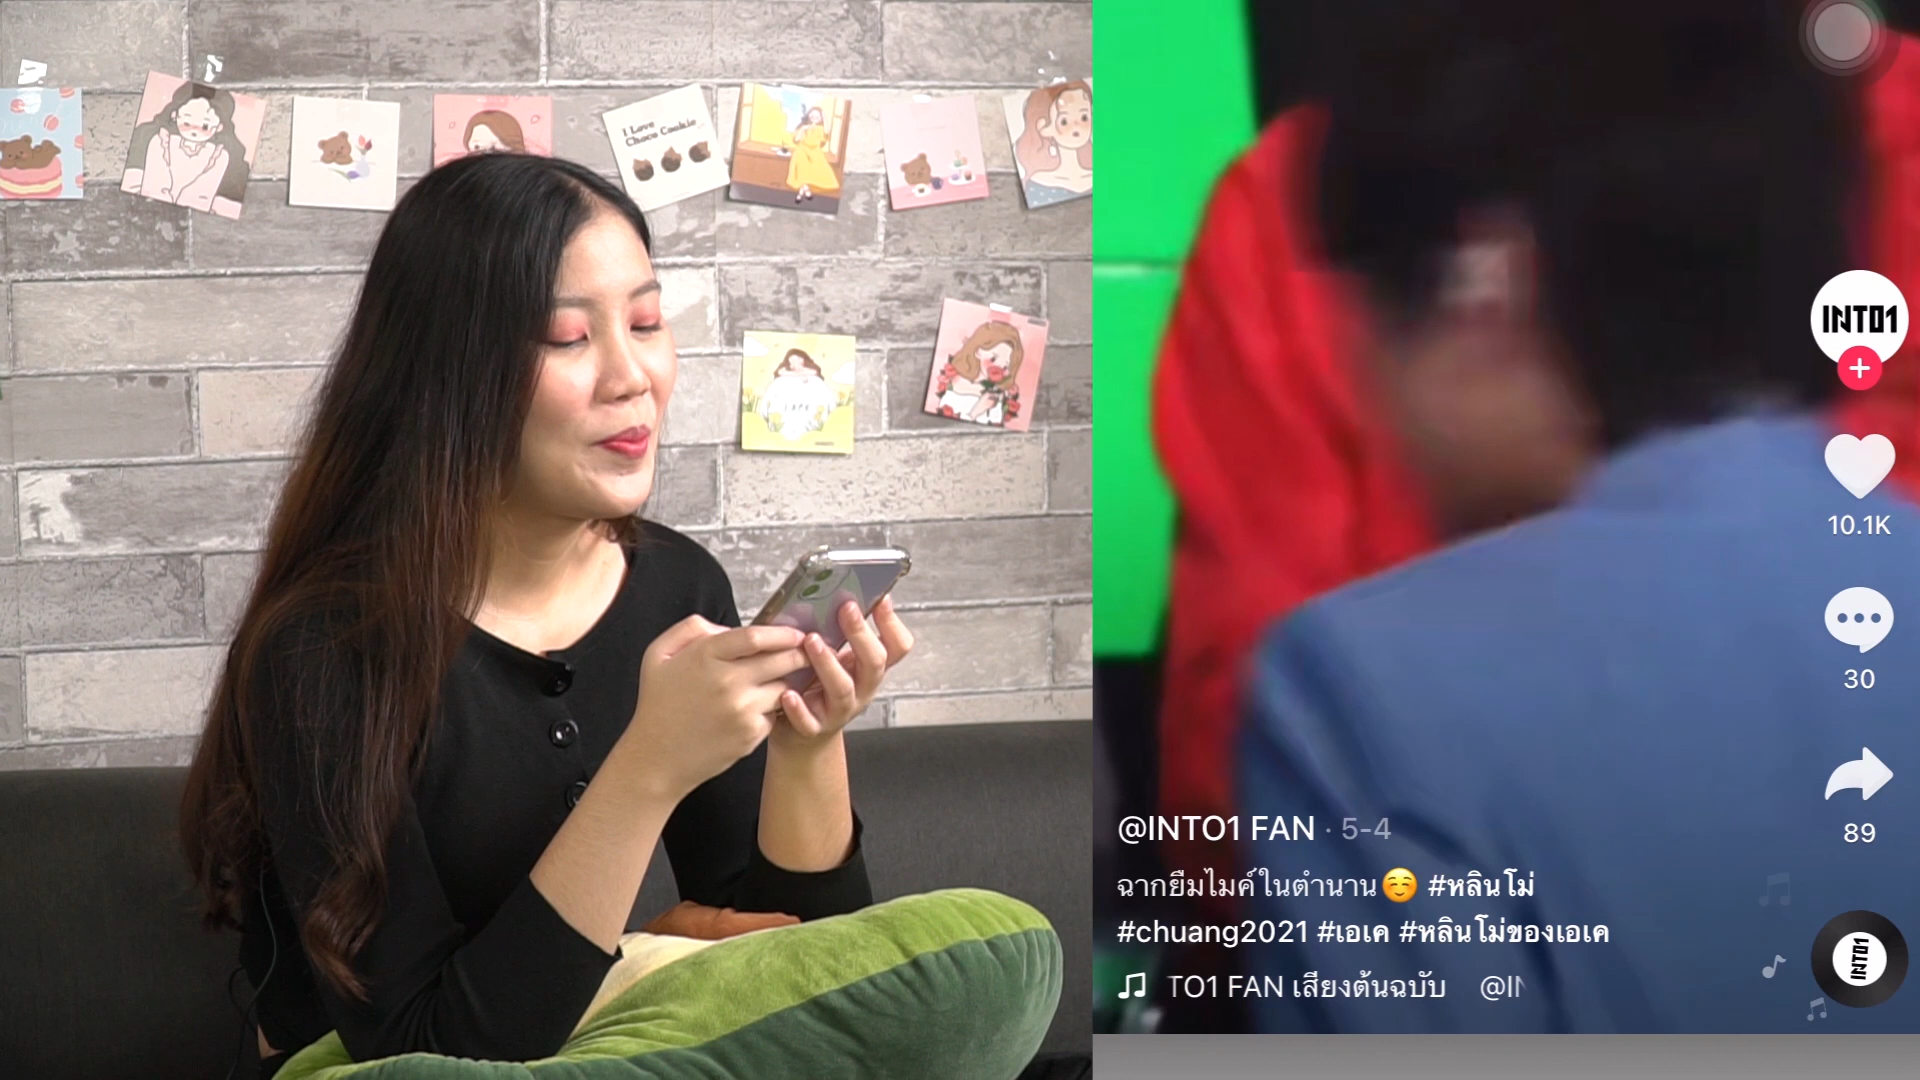 I Love
Choco Cookie
INTO1
10.1K
30
89
@INTO1 FAN · 5-4
ฉากยืมไมค์ในตำนาน☺️ #หลินโม่
#chuang2021 #เอเค #หลินโม่ของเอเค
TO1 FAN เสียงต้นฉบับ @IN
INTO1